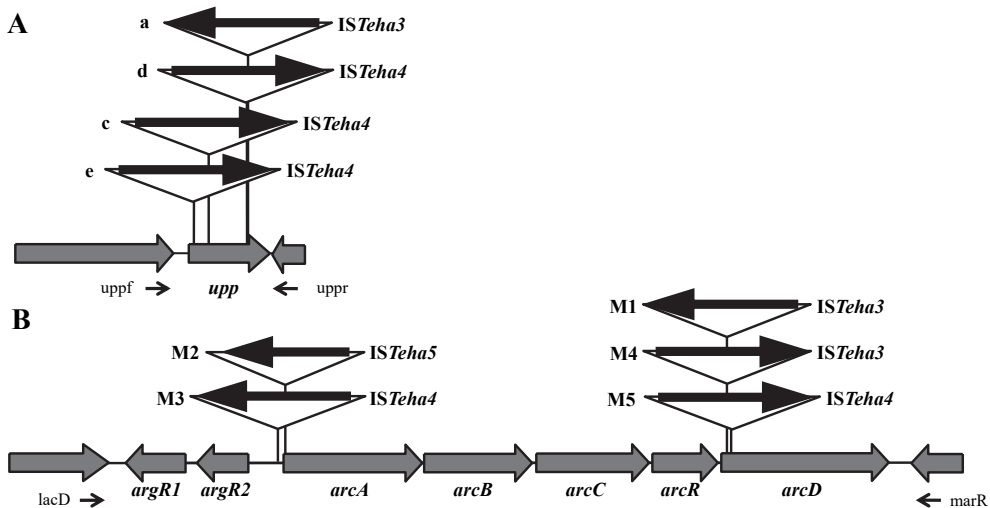 A
a ISTeha3
d ISTeha4
c ISTeha4
e ISTeha4
uppf upp uppr
B
M1 ISTeha3
M2 ISTeha5
M4 ISTeha3
M3 ISTeha4
M5 ISTeha4
argR1 argR2 arcA arcB arcC arcR arcD
lacD marR